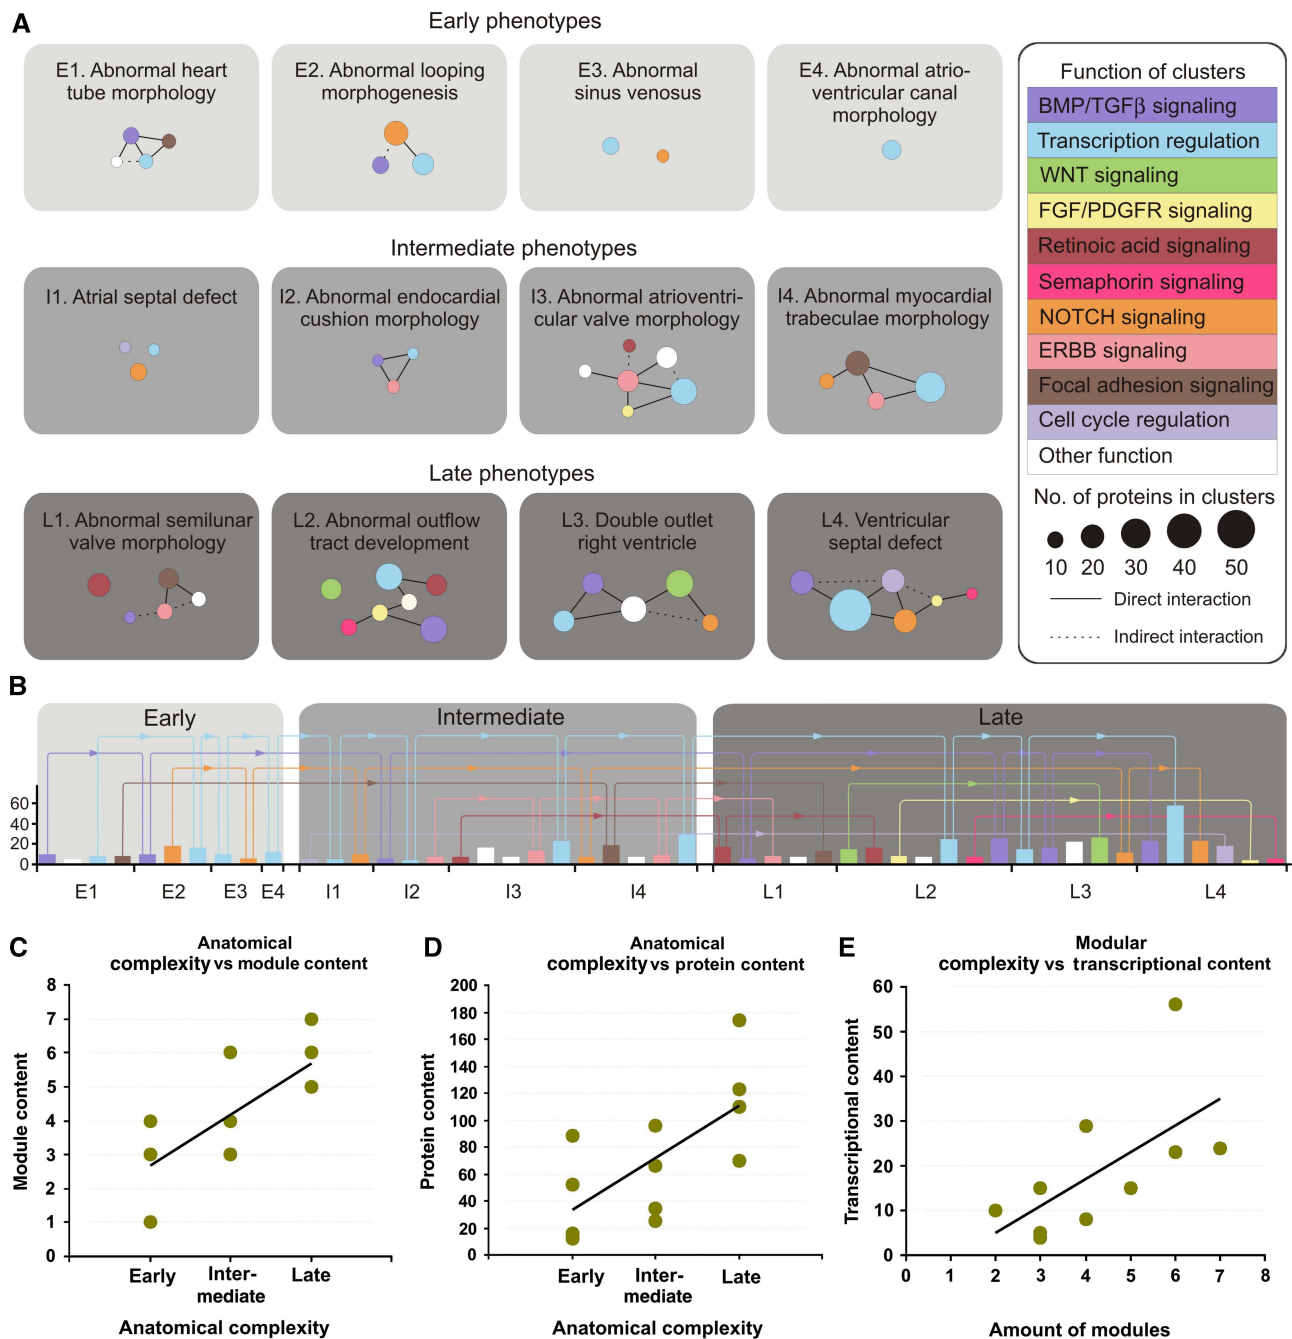 A
Early phenotypes
E1. Abnormal heart
tube morphology
E2. Abnormal looping
morphogenesis
E3. Abnormal
sinus venosus
E4. Abnormal atrio-
ventricular canal
morphology
Intermediate phenotypes
I1. Atrial septal defect
I2. Abnormal endocardial
cushion morphology
I3. Abnormal atrioventri-
cular valve morphology
I4. Abnormal myocardial
trabeculae morphology
Late phenotypes
L1. Abnormal semilunar
valve morphology
L2. Abnormal outflow
tract development
L3. Double outlet
right ventricle
L4. Ventricular
septal defect
Function of clusters
BMP/TGFβ signaling
Transcription regulation
WNT signaling
FGF/PDGFR signaling
Retinoic acid signaling
Semaphorin signaling
NOTCH signaling
ERBB signaling
Focal adhesion signaling
Cell cycle regulation
Other function
No. of proteins in clusters
10 20 30 40 50
Direct interaction
Indirect interaction
B
Early
Intermediate
Late
60
40
20
0
E1 E2 E3 E4 I1 I2 I3 I4 L1 L2 L3 L4
C
Anatomical
complexity vs module content
Module content
8
7
6
5
4
3
2
1
0
Early
Inter-
mediate
Late
Anatomical complexity
D
Anatomical
complexity vs protein content
Protein content
200
180
160
140
120
100
80
60
40
20
0
Early
Inter-
mediate
Late
Anatomical complexity
E
Modular
complexity vs transcriptional content
Transcriptional content
60
50
40
30
20
10
0
0 1 2 3 4 5 6 7 8
Amount of modules